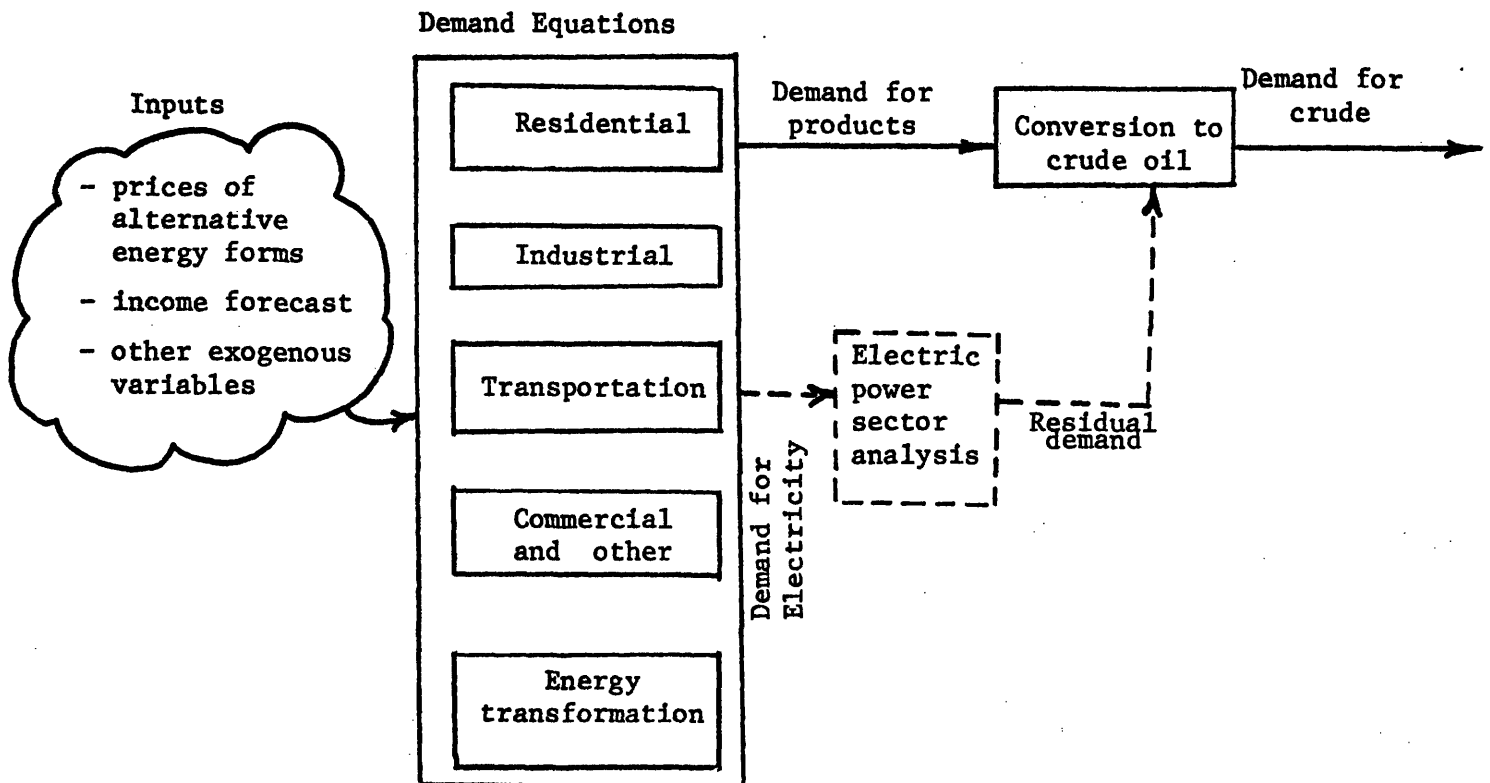 Demand Equations
Inputs
- prices of
alternative
energy forms
- income forecast
- other exogenous
variables
Residential
Industrial
Transportation
Commercial
and other
Energy
transformation
Demand for
products
Conversion to
crude oil
Demand for
crude
Demand for
Electricity
Electric
power
sector
analysis
Residual
demand